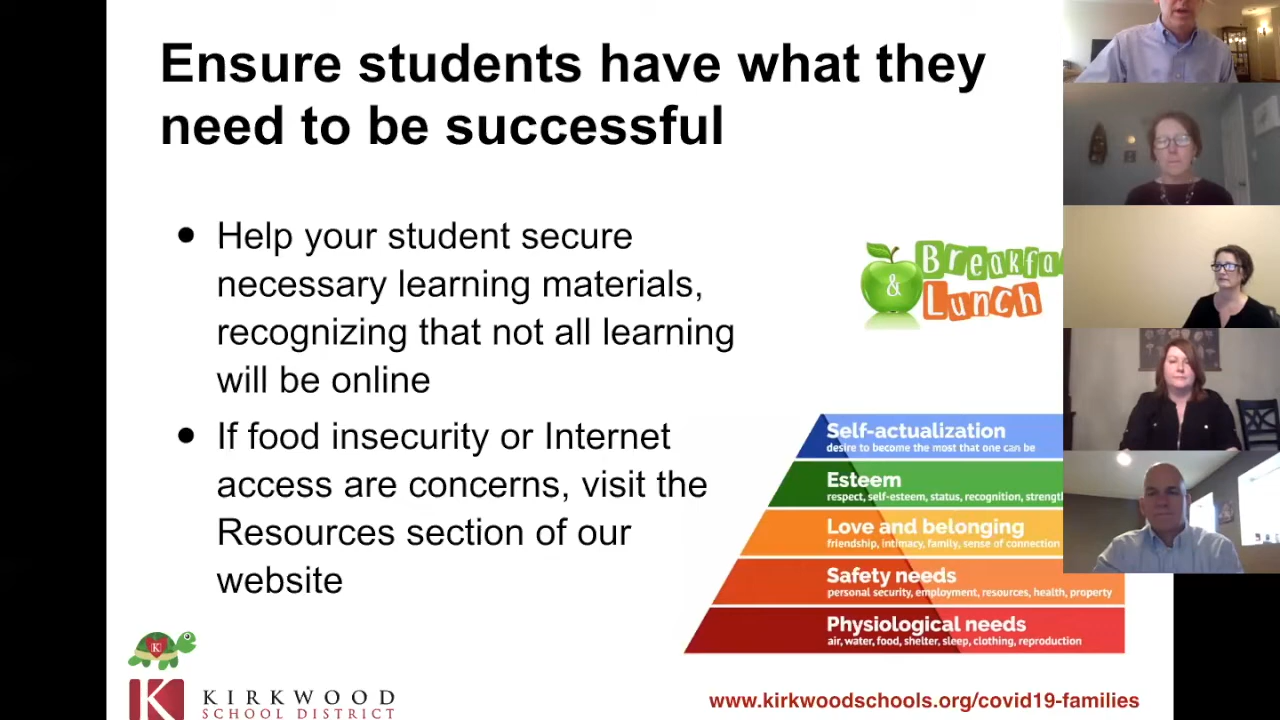 Ensure students have what they
need to be successful
• Help your student secure
necessary learning materials,
recognizing that not all learning
will be online
• If food insecurity or Internet
access are concerns, visit the
Resources section of our
website
&
Lunch
Self-actualization
desire to become the most that one can be
Esteem
respect, self-esteem, status, recognition,
Love and belonging
friendship, intimacy, family, sense of connection
Safety needs
personal security, employment, resources, health, property
Physiological needs
air, water, food, shelter, sleep, clothing, reproduction
K
K
KIRKWOOD
SCHOOL DISTRICT
www.kirkwoodschools.org/covid19-families